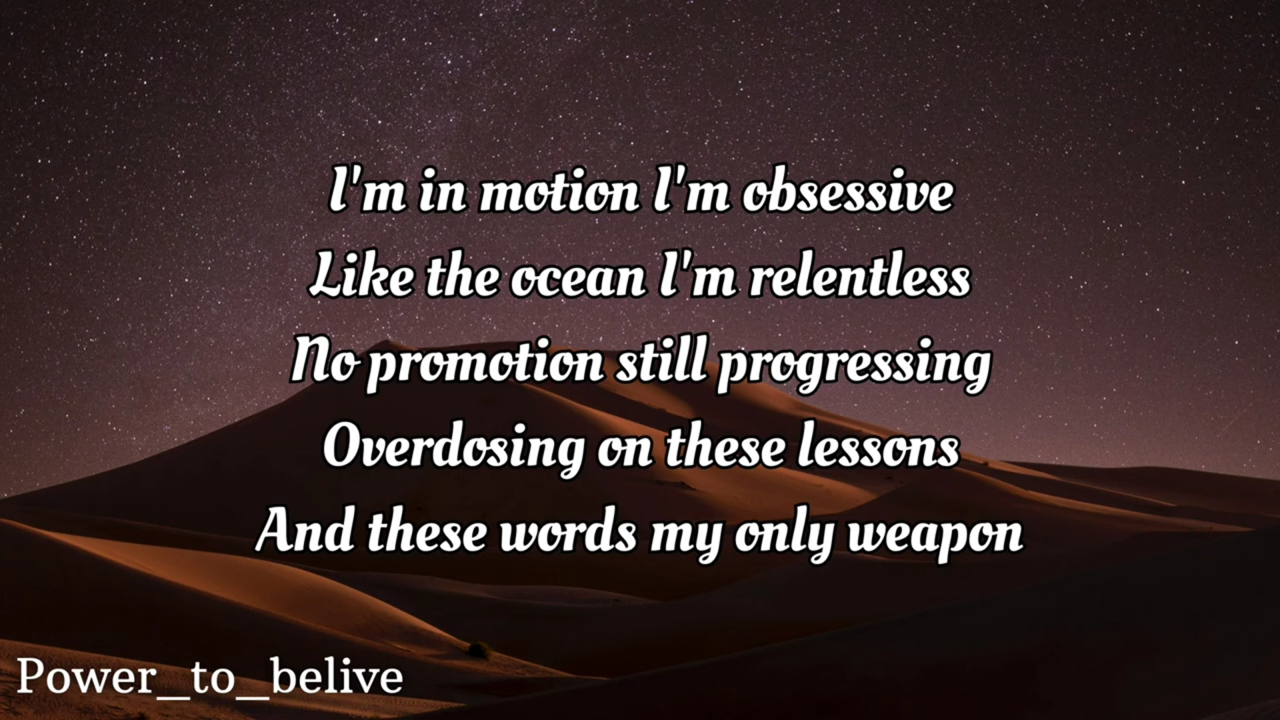 I'm in motion I'm obsessive
Like the ocean I'm relentless
No promotion still progressing
Overdosing on these lessons
And these words my only weapon
Power_to_belive